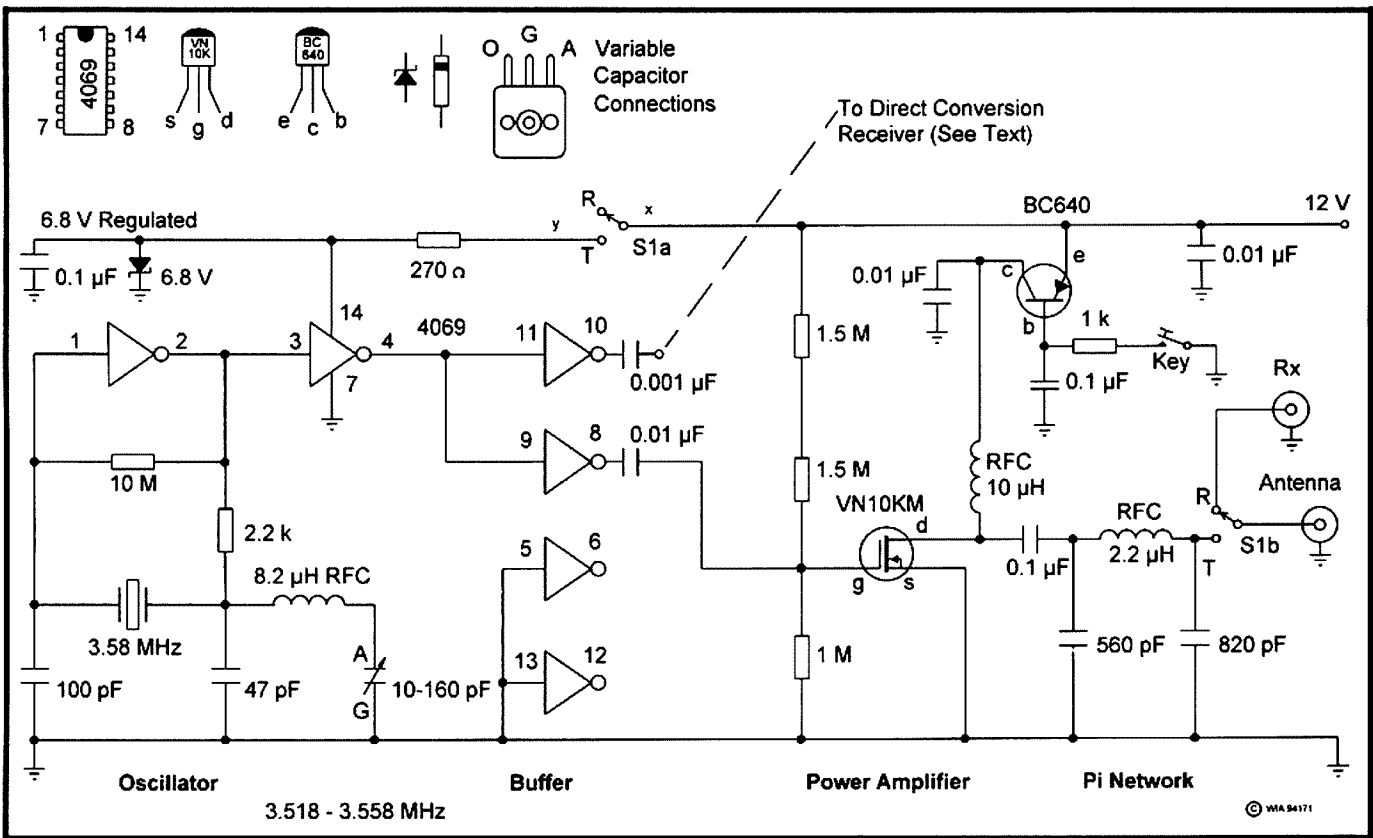 1
14
4069
7
8
VN
10K
s
g
d
BC
640
e
c
b
O
G
A
Variable
Capacitor
Connections
To Direct Conversion
Receiver (See Text)
6.8 V Regulated
0.1 µF
6.8 V
270 Ω
y
R
x
T
S1a
BC640
12 V
0.01 µF
c
e
b
0.01 µF
1 k
Key
0.1 µF
1
2
3
14
4
7
4069
11
10
0.001 µF
1.5 M
Rx
9
8
0.01 µF
10 M
1.5 M
RFC
10 µH
VN10KM
d
g
s
0.1 µF
RFC
2.2 µH
R
T
S1b
Antenna
2.2 k
5
6
8.2 µH RFC
3.58 MHz
A
G
10-160 pF
100 pF
47 pF
13
12
1 M
560 pF
820 pF
Oscillator
Buffer
Power Amplifier
Pi Network
3.518 - 3.558 MHz
© WIA 94171